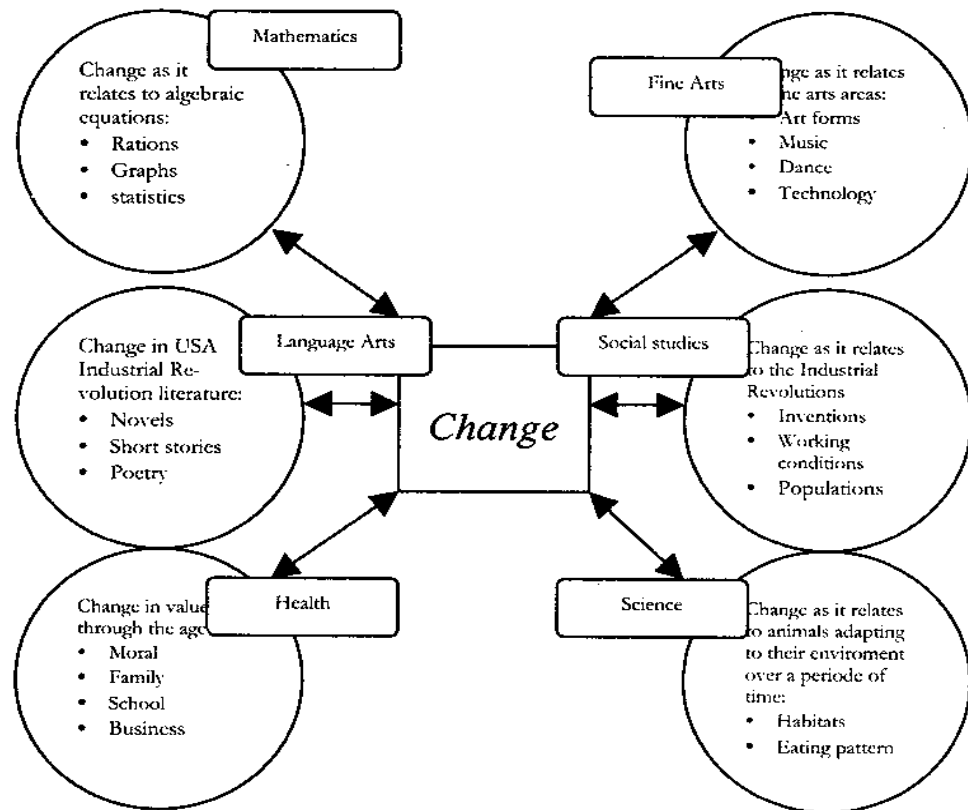 Mathematics
Change as it
relates to algebraic
equations:
• Rations
• Graphs
• statistics
Fine Arts
as it relates
arts areas:
• Art forms
• Music
• Dance
• Technology
Language Arts
Change in USA
Industrial Re-
volution literature:
• Novels
• Short stories
• Poetry
Change
Social studies
Change as it relates
to the Industrial
Revolutions
• Inventions
• Working
conditions
• Populations
Health
Change in value
through the age
• Moral
• Family
• School
• Business
Science
Change as it relates
to animals adapting
to their enviroment
over a periode of
time:
• Habitats
• Eating pattern